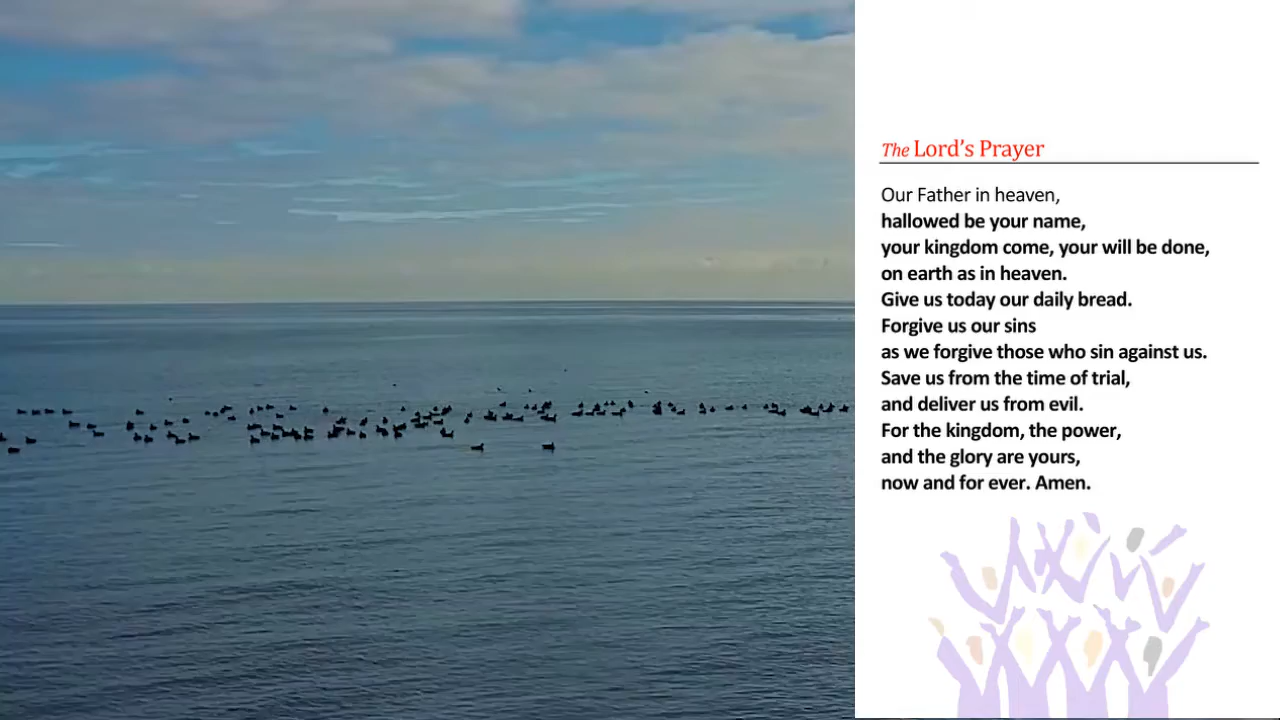 The Lord's Prayer
Our Father in heaven,
hallowed be your name,
your kingdom come, your will be done,
on earth as in heaven.
Give us today our daily bread.
Forgive us our sins
as we forgive those who sin against us.
Save us from the time of trial,
and deliver us from evil.
For the kingdom, the power,
and the glory are yours,
now and for ever. Amen.